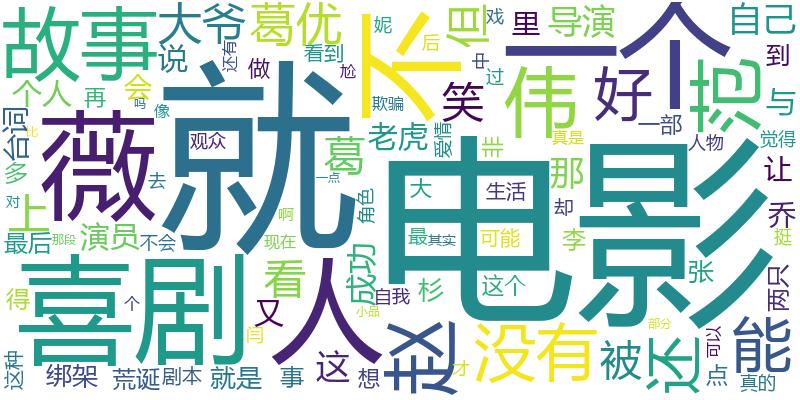 故事
大爷
葛优
不
但
一个
里
导演
自己
说
还有
妮
后
戏
中
看到
做
尬
过
到
个人
再
会
吗
像
就
欺骗
笑
伟
好
范
与
台词
薇
观众
葛
老虎
爱情
非
那
一部
真是
人物
觉得
比
多
对
去
一点
电影
大
生活
却
让
乔
上
最后
演员
不会
啊
现在
角色
最
其实
可能
李
挺
那段
喜剧
人
看
成功
自我
杉
这个
张
两只
得
个
又
闫
小品
赵
没有
被
还
部分
可以
能
这种
绑架
荒诞
剧本
就是
事
这
想
才
点
真的